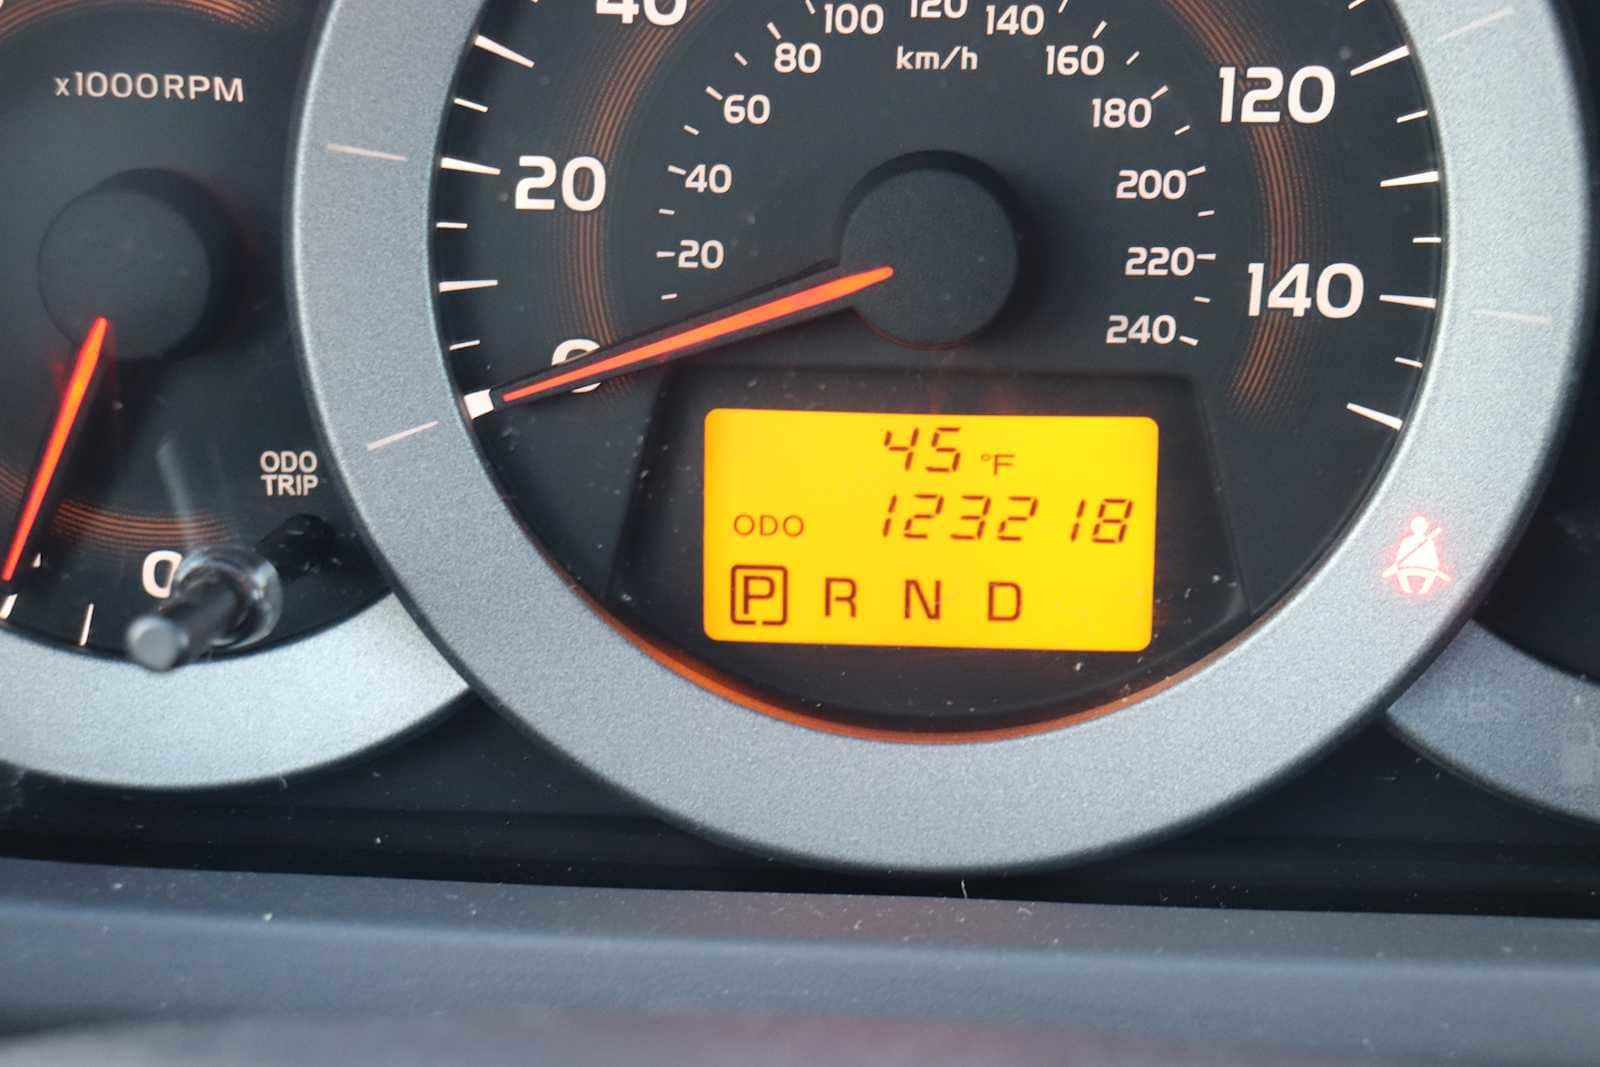 x1000RPM
40
100 120 140
80 km/h 160
60 180 120
20 40 200
20 220 140
0 240
45 °F
ODO
TRIP
ODO 123218
0
P R N D